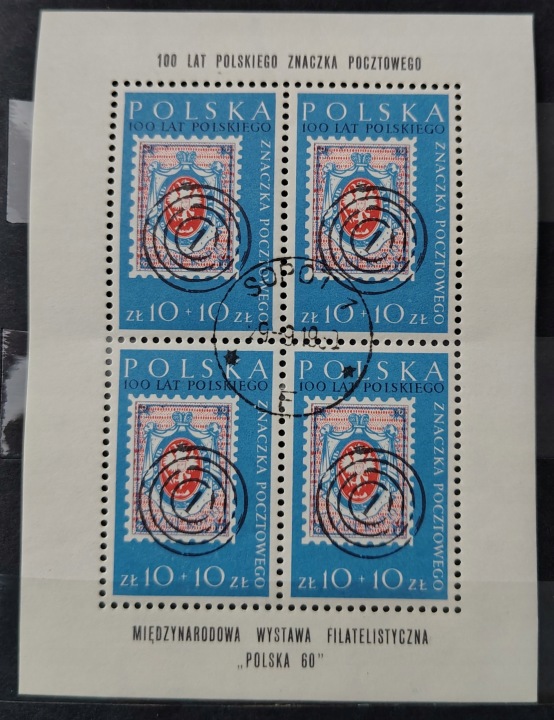 100 LAT POLSKIEGO ZNACZKA POCZTOWEGO
POLSKA
100 LAT POLSKIEGO
ZNACZKA POCZTOWEGO
ZŁ 10 + 10 ZŁ
POLSKA
100 LAT POLSKIEGO
ZNACZKA POCZTOWEGO
ZŁ 10 + 10 ZŁ
SOPOT 1
E
POLSKA
100 LAT POLSKIEGO
ZNACZKA POCZTOWEGO
ZŁ 10 + 10 ZŁ
POLSKA
100 LAT POLSKIEGO
ZNACZKA POCZTOWEGO
ZŁ 10 + 10 ZŁ
MIĘDZYNARODOWA WYSTAWA FILATELISTYCZNA
„POLSKA 60"